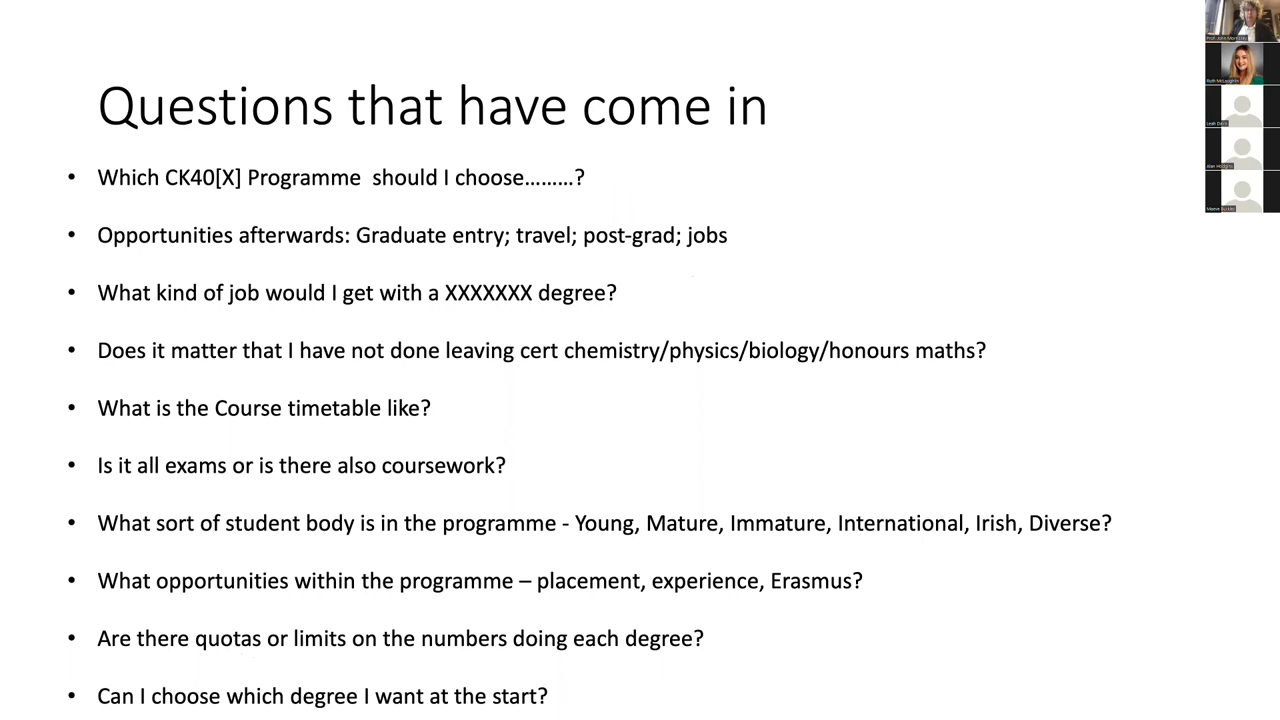 Questions that have come in
• Which CK40[X] Programme  should I choose………?
• Opportunities afterwards: Graduate entry; travel; post-grad; jobs
• What kind of job would I get with a XXXXXXX degree?
• Does it matter that I have not done leaving cert chemistry/physics/biology/honours maths?
• What is the Course timetable like?
• Is it all exams or is there also coursework?
• What sort of student body is in the programme - Young, Mature, Immature, International, Irish, Diverse?
• What opportunities within the programme – placement, experience, Erasmus?
• Are there quotas or limits on the numbers doing each degree?
• Can I choose which degree I want at the start?
Ruth McLaughlin